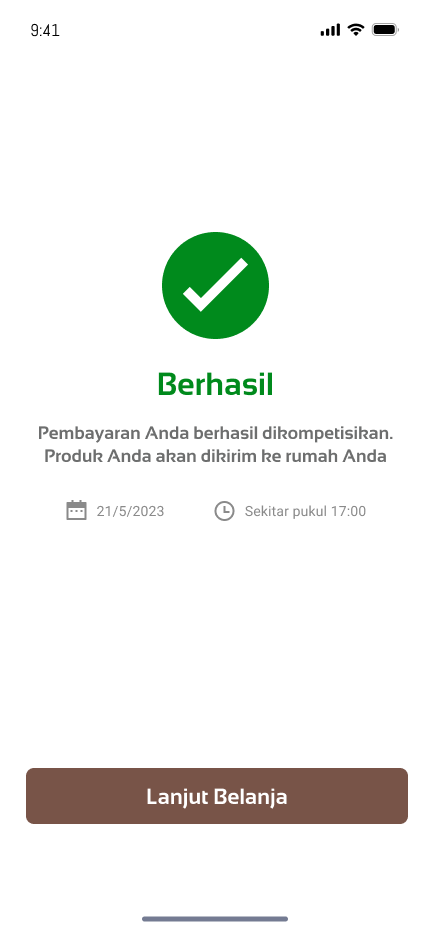 9:41
Berhasil
Pembayaran Anda berhasil dikompetisikan.
Produk Anda akan dikirim ke rumah Anda
21/5/2023
Sekitar pukul 17:00
Lanjut Belanja